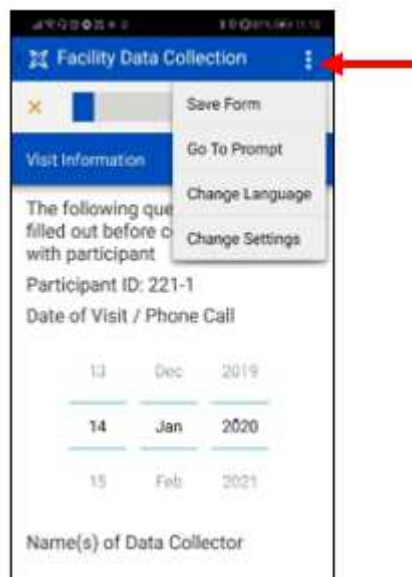 Facility Data Collection
Save Form
Visit Information
Go To Prompt
Change Language
The following que
filled out before c
Change Settings
with participant
Participant ID: 221-1
Date of Visit / Phone Call
13 Dec 2019
14 Jan 2020
15 Feb 2021
Name(s) of Data Collector